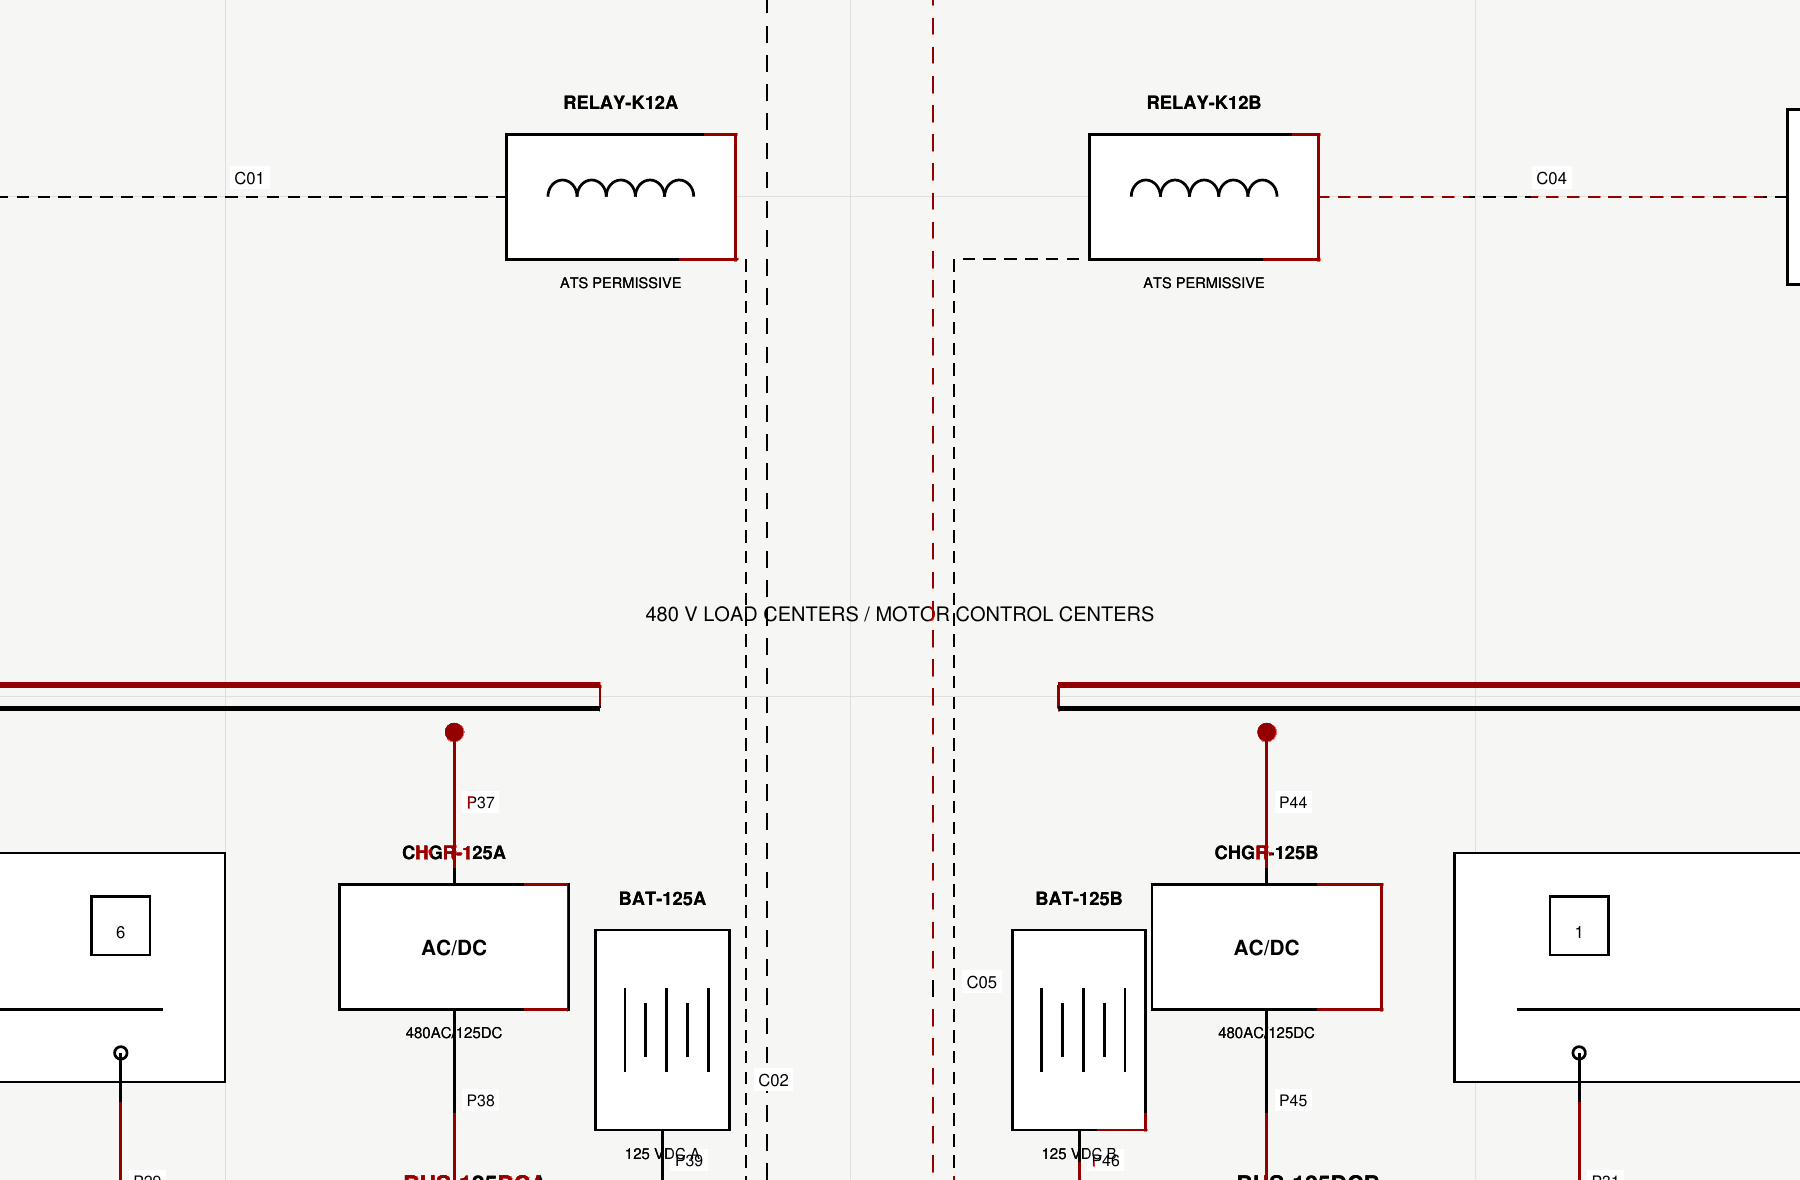 RELAY-K12A
RELAY-K12B
C01
C04
ATS PERMISSIVE
ATS PERMISSIVE
480 V LOAD CENTERS / MOTOR CONTROL CENTERS
P37
P44
CHGR-125A
CHGR-125B
BAT-125A
BAT-125B
6
AC/DC
AC/DC
1
C05
480AC/125DC
480AC/125DC
C02
P38
P45
125 VDC A
P39
125 VDC B
P46